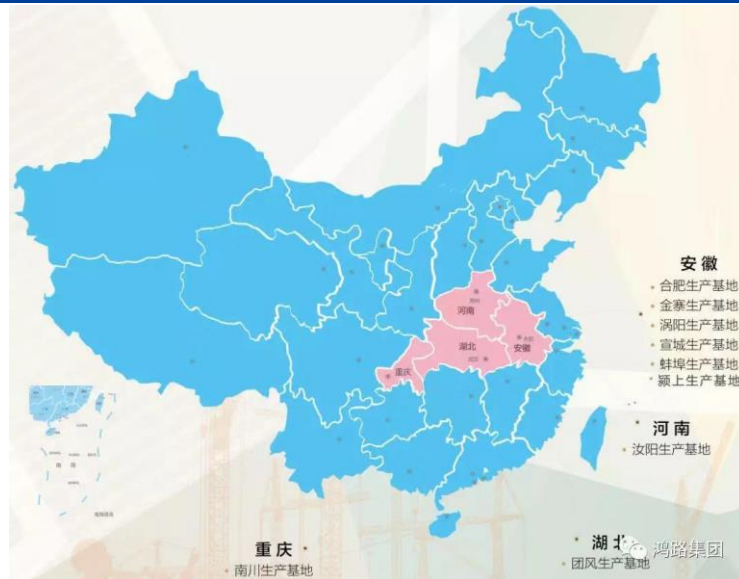 河南
湖北
安徽
重庆
安徽
合肥生产基地
金寨生产基地
涡阳生产基地
宣城生产基地
蚌埠生产基地
颍上生产基地
河南
汝阳生产基地
重庆
南川生产基地
湖北
团风生产基地
鸿路集团